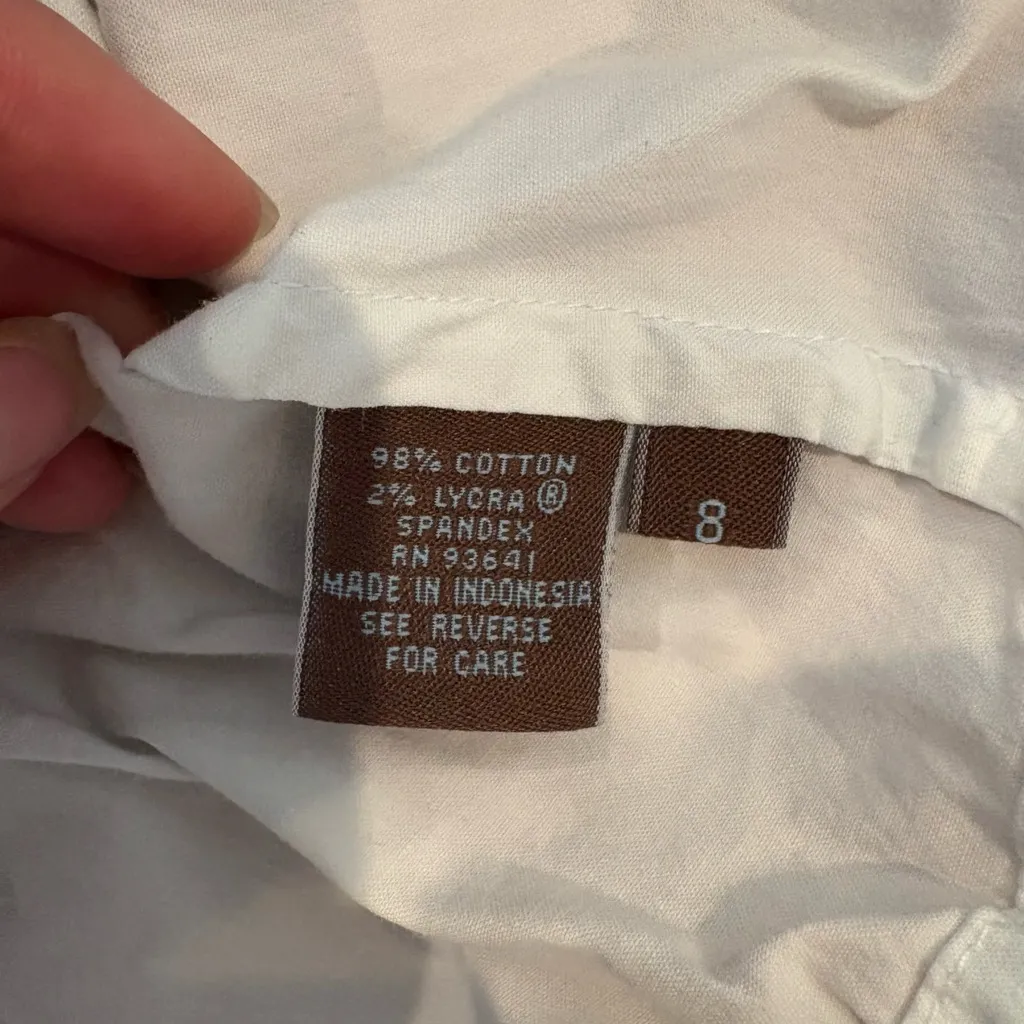 98% COTTON
2% LYCRA ®
SPANDEX
RN 93641
MADE IN INDONESIA
SEE REVERSE
FOR CARE
8